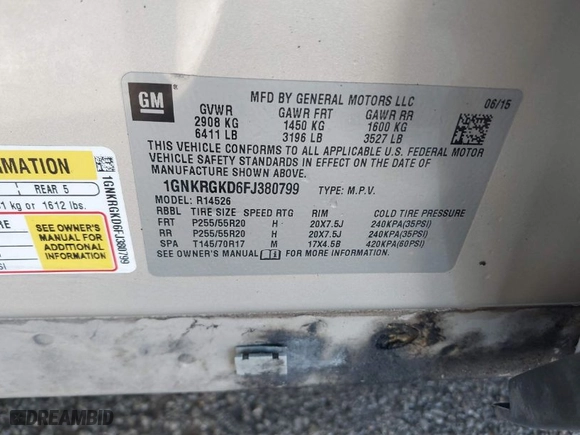 GM
MFD BY GENERAL MOTORS LLC
06/15
GVWR GAWR FRT GAWR RR
2908 KG 1450 KG 1600 KG
6411 LB 3196 LB 3527 LB
THIS VEHICLE CONFORMS TO ALL APPLICABLE U.S. FEDERAL MOTOR
VEHICLE SAFETY STANDARDS IN EFFECT ON THE DATE OF
MANUFACTURE SHOWN ABOVE.
1GNKRGKD6FJ380799 TYPE: M.P.V.
MODEL: R14526
RBBL TIRE SIZE SPEED RTG RIM COLD TIRE PRESSURE
FRT P255/55R20 H 20X7.5J 240KPA(35PSI)
RR P255/55R20 H 20X7.5J 240KPA(35PSI)
SPA T145/70R17 M 17X4.5B 420KPA(60PSI)
SEE OWNER'S MANUAL FOR MORE INFORMATION.
RMATION
REAR 5
1 kg or 1612 lbs.
SEE OWNER'S
MANUAL FOR
ADDITIONAL
INFORMATION
1GNKRGKD6FJ380799
DREAMBID